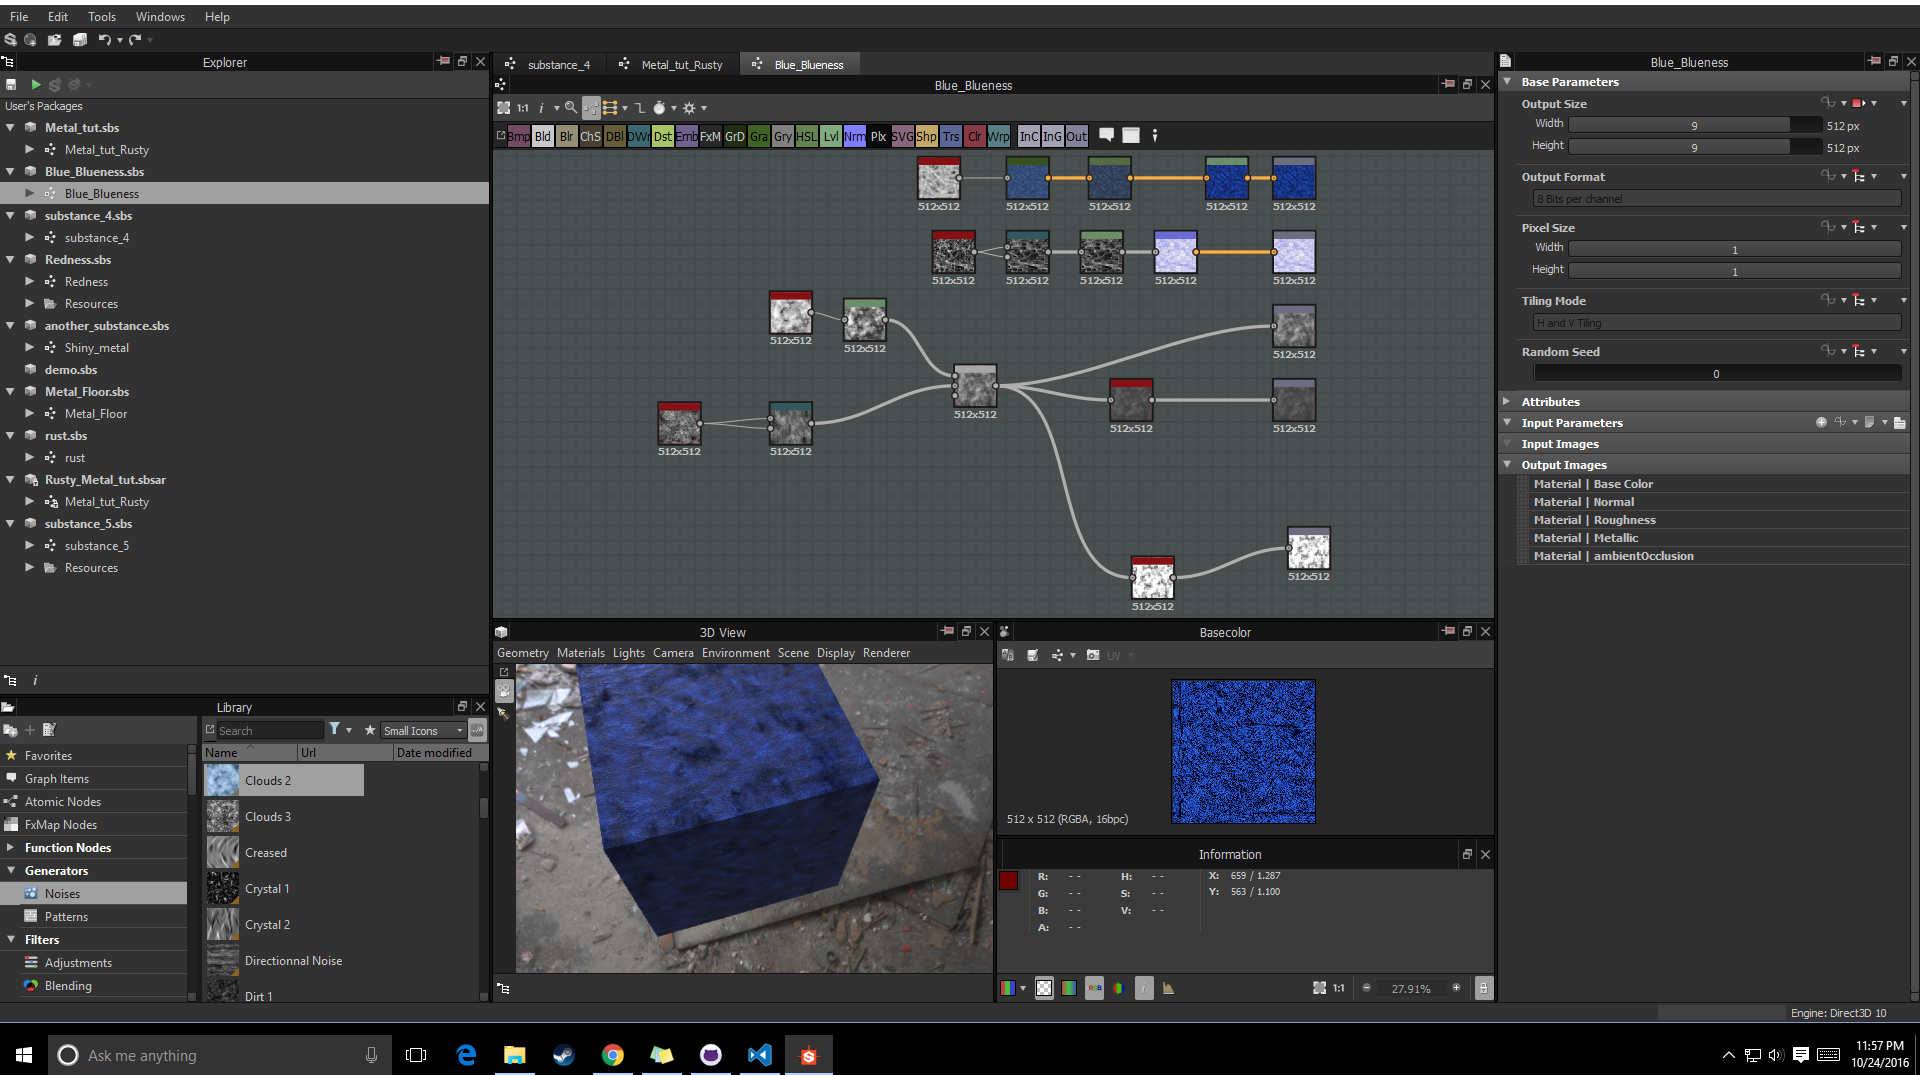 File Edit Tools Windows Help
Explorer
User's Packages
Metal_tut.sbs
Metal_tut_Rusty
Blue_Blueness.sbs
Blue_Blueness
substance_4.sbs
substance_4
Redness.sbs
Redness
Resources
another_substance.sbs
Shiny_metal
demo.sbs
Metal_Floor.sbs
Metal_Floor
rust.sbs
rust
Rusty_Metal_tut.sbsar
Metal_tut_Rusty
substance_5.sbs
substance_5
Resources
i
Library
Search
Small Icons
Name Url Date modified
Favorites
Graph Items
Atomic Nodes
FxMap Nodes
Function Nodes
Generators
Noises
Patterns
Filters
Adjustments
Blending
Clouds 2
Clouds 3
Creased
Crystal 1
Crystal 2
Directionnal Noise
Dirt 1
substance_4 Metal_tut_Rusty Blue_Blueness
Blue_Blueness
1:1 i
Bmp Bld Blr ChS DBl DWr Dst Emb FxM GrD Gra Gry HSL Lvl Nrm Plx SVG Shp Trs Clr Wrp InC InG Out
512x512 512x512 512x512 512x512 512x512
512x512 512x512 512x512 512x512 512x512
512x512 512x512 512x512
512x512 512x512 512x512
512x512 512x512
512x512
512x512
512x512
3D View
Geometry Materials Lights Camera Environment Scene Display Renderer
Basecolor
UV
512 x 512 (RGBA, 16bpc)
Information
R: -- H: -- X: 659 / 1.287
G: -- S: -- Y: 563 / 1.100
B: -- V: --
A: --
RGB i 1:1 27.91%
Blue_Blueness
Base Parameters
Output Size
Width 9 512 px
Height 9 512 px
Output Format
8 Bits per channel
Pixel Size
Width 1
Height 1
Tiling Mode
H and V Tiling
Random Seed
0
Attributes
Input Parameters
Input Images
Output Images
Material | Base Color
Material | Normal
Material | Roughness
Material | Metallic
Material | ambientOcclusion
Engine: Direct3D 10
Ask me anything
11:57 PM
10/24/2016